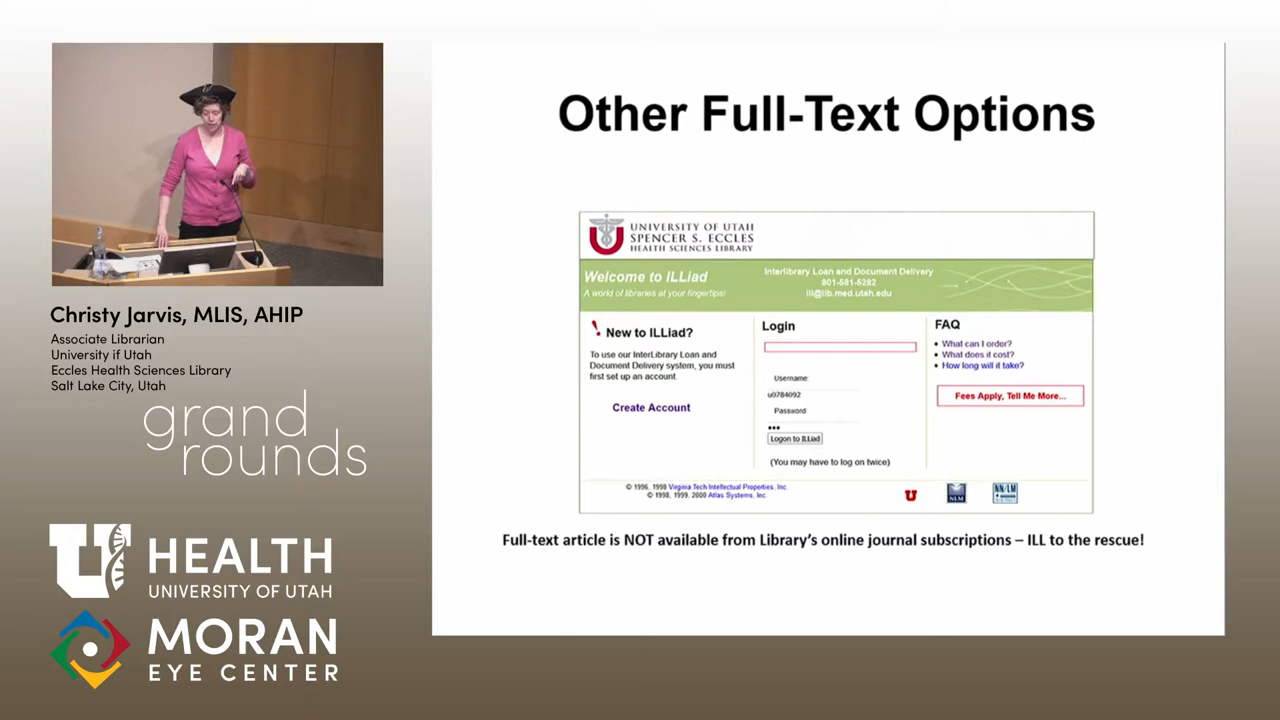 Christy Jarvis, MLIS, AHIP
Associate Librarian
University if Utah
Eccles Health Sciences Library
Salt Lake City, Utah
grand
rounds
U HEALTH
UNIVERSITY OF UTAH
MORAN
EYE CENTER
Other Full-Text Options
UNIVERSITY OF UTAH
SPENCER S. ECCLES
HEALTH SCIENCES LIBRARY
Welcome to ILLiad
A world of libraries at your fingertips!
Interlibrary Loan and Document Delivery
801-581-5282
ill@lib.med.utah.edu
! New to ILLiad?
To use our InterLibrary Loan and
Document Delivery system, you must
first set up an account.
Create Account
Login
Username:
u0784092
Password
•••
Logon to ILLiad
(You may have to log on twice)
FAQ
• What can I order?
• What does it cost?
• How long will it take?
Fees Apply, Tell Me More...
© 1996, 1998 Virginia Tech Intellectual Properties, Inc.
© 1998, 1999, 2000 Atlas Systems, Inc.
U
NLM
NN/LM
Full-text article is NOT available from Library's online journal subscriptions – ILL to the rescue!